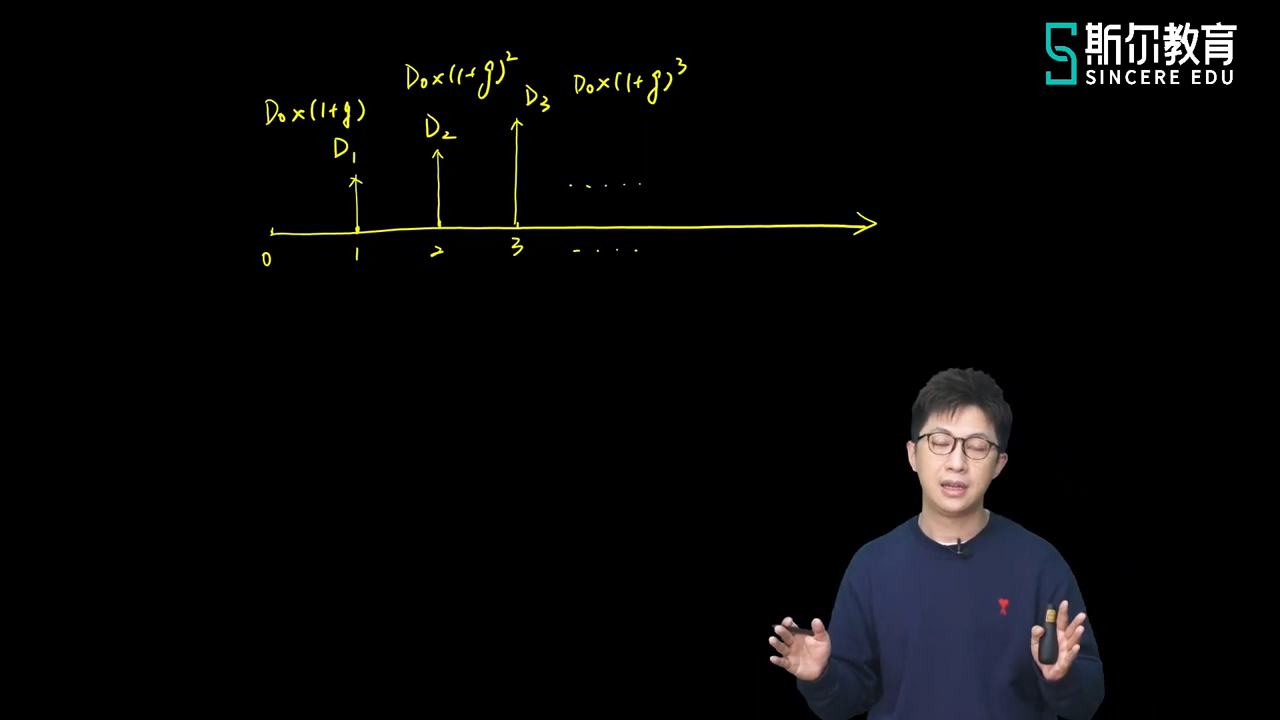 斯尔教育
SINCERE EDU
D₀×(1+g)
D₁
D₀×(1+g)²
D₂
D₃
D₀×(1+g)³
.....
0
1
2
3
....